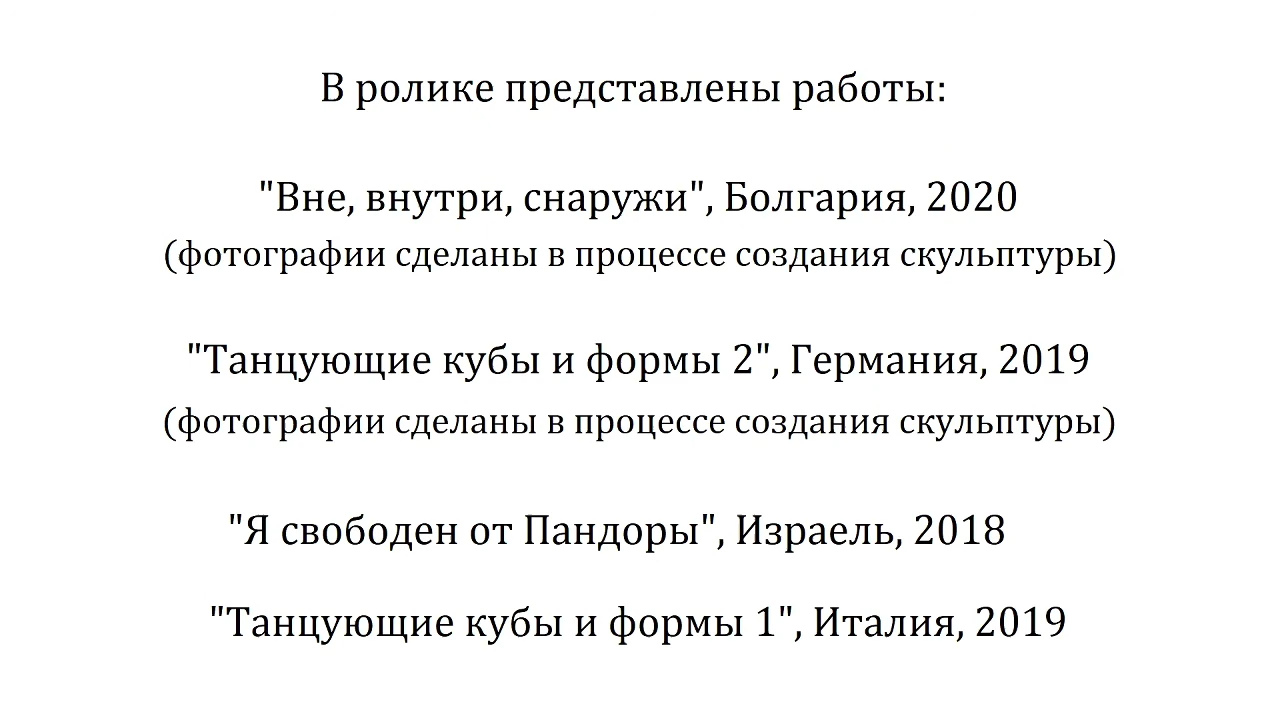 В ролике представлены работы:
"Вне, внутри, снаружи", Болгария, 2020
(фотографии сделаны в процессе создания скульптуры)
"Танцующие кубы и формы 2", Германия, 2019
(фотографии сделаны в процессе создания скульптуры)
"Я свободен от Пандоры", Израель, 2018
"Танцующие кубы и формы 1", Италия, 2019